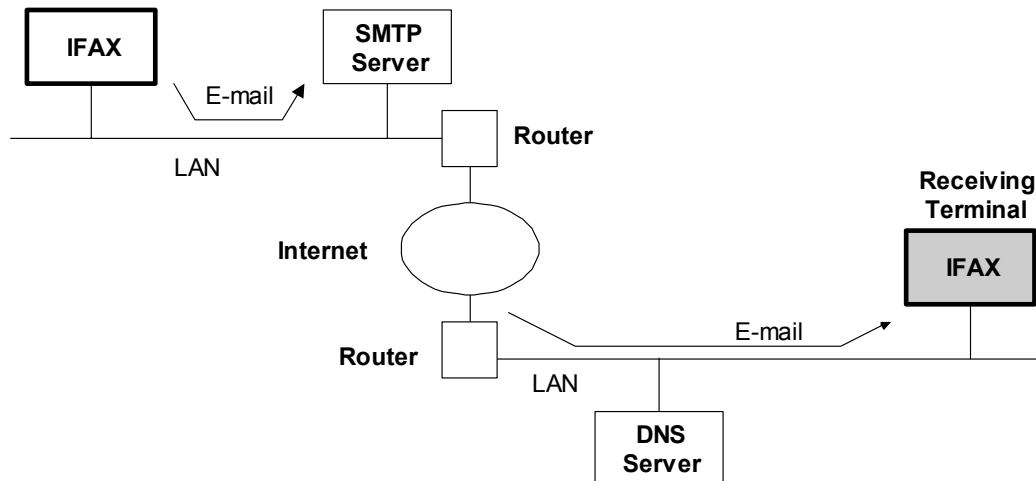 IFAX
SMTP
Server
E-mail
Router
LAN
Receiving
Terminal
Internet
IFAX
E-mail
Router
LAN
DNS
Server